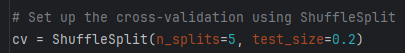 # Set up the cross-validation using ShuffleSplit
cv = ShuffleSplit(n_splits=5, test_size=0.2)